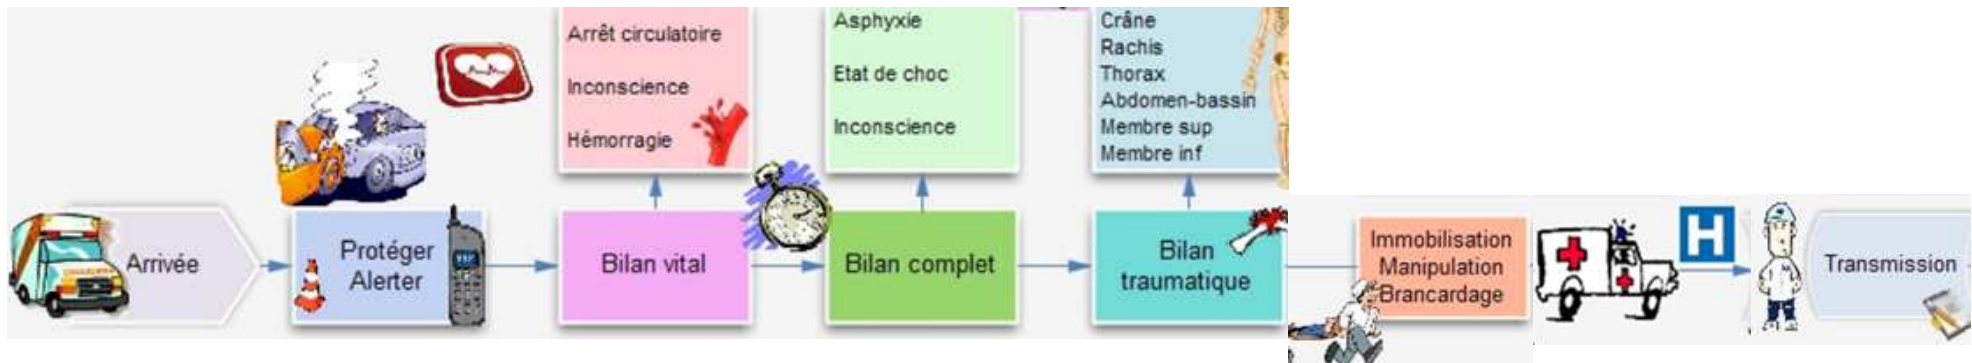 Arrêt circulatoire
Inconscience
Hémorragie
Asphyxie
Etat de choc
Inconscience
Crâne
Rachis
Thorax
Abdomen-bassin
Membre sup
Membre inf
Arrivée
Protéger
Alerter
Bilan vital
Bilan complet
Bilan
traumatique
Immobilisation
Manipulation
Brancardage
H
Transmission